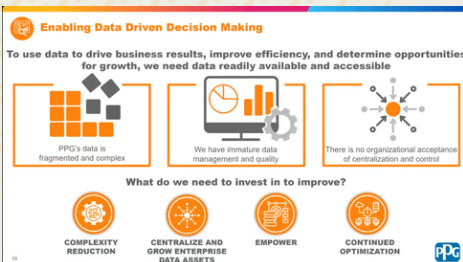 Enabling Data Driven Decision Making
To use data to drive business results, improve efficiency, and determine opportunities
for growth, we need data readily available and accessible
PPG's data is
fragmented and complex
We have immature data
management and quality
There is no organizational acceptance
of centralization and control
What do we need to invest in to improve?
COMPLEXITY
REDUCTION
CENTRALIZE AND
GROW ENTERPRISE
DATA ASSETS
EMPOWER
CONTINUED
OPTIMIZATION
PPG